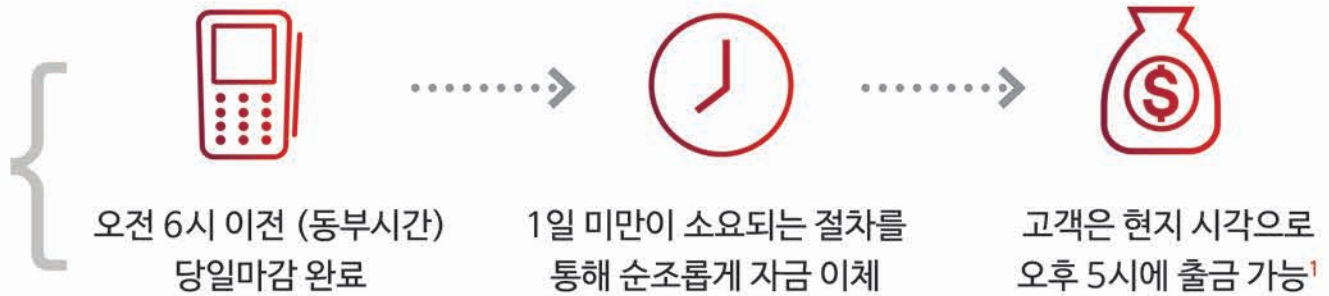 $
오전 6시 이전 (동부시간)
당일마감 완료
1일 미만이 소요되는 절차를
통해 순조롭게 자금 이체
고객은 현지 시각으로
오후 5시에 출금 가능1